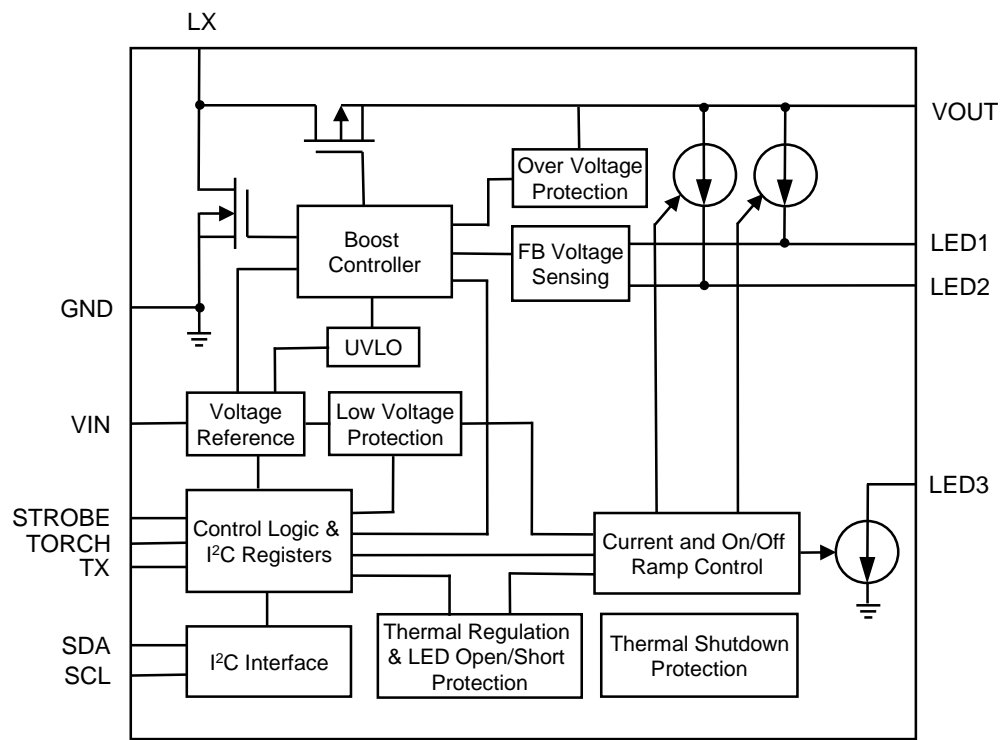 LX
VOUT
Over Voltage
Protection
Boost
Controller
FB Voltage
Sensing
LED1
LED2
GND
UVLO
VIN
Voltage
Reference
Low Voltage
Protection
LED3
STROBE
TORCH
TX
Control Logic &
I²C Registers
Current and On/Off
Ramp Control
SDA
SCL
I²C Interface
Thermal Regulation
& LED Open/Short
Protection
Thermal Shutdown
Protection